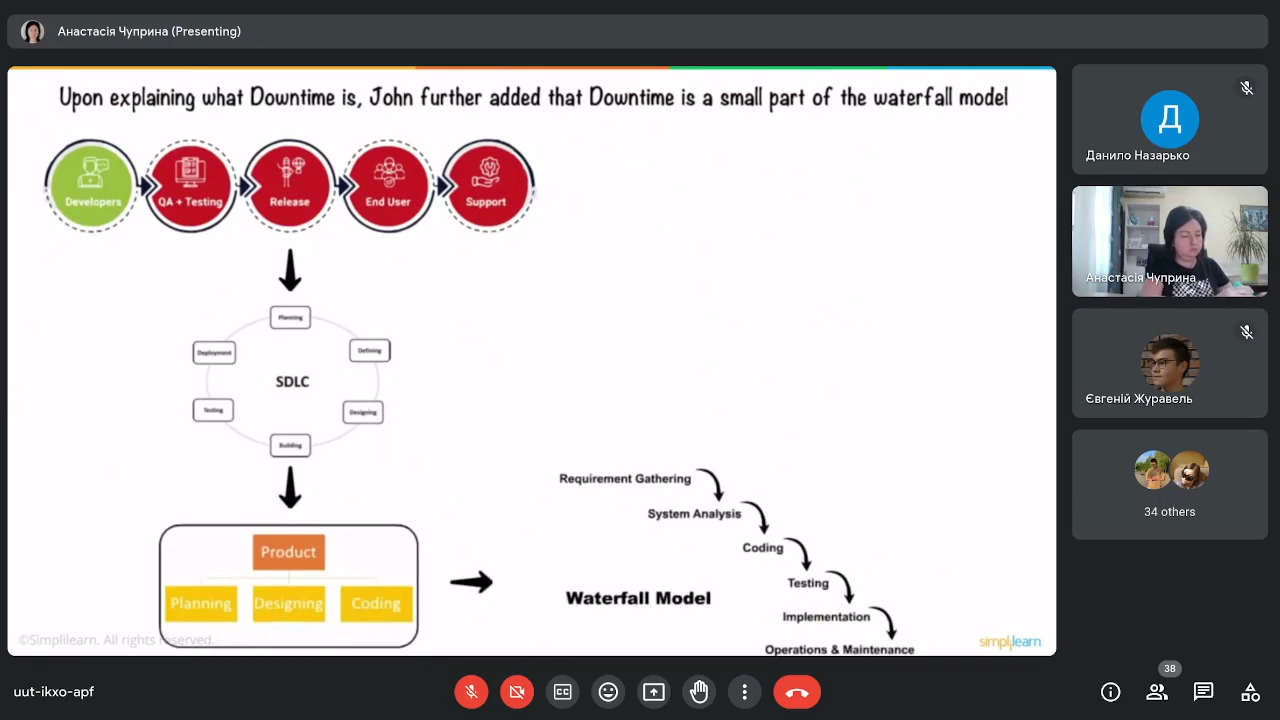 Анастасія Чуприна (Presenting)
Upon explaining what Downtime is, John further added that Downtime is a small part of the waterfall model
Developers
QA + Testing
Release
End User
Support
Planning
Deployment
Defining
SDLC
Testing
Designing
Building
Requirement Gathering
System Analysis
Coding
Testing
Implementation
Operations & Maintenance
Product
Planning
Designing
Coding
Waterfall Model
©Simplilearn. All rights reserved.
simplilearn
Д
Данило Назарько
Анастасія Чуприна
Євгеній Журавель
34 others
uut-ikxo-apf
CC
38